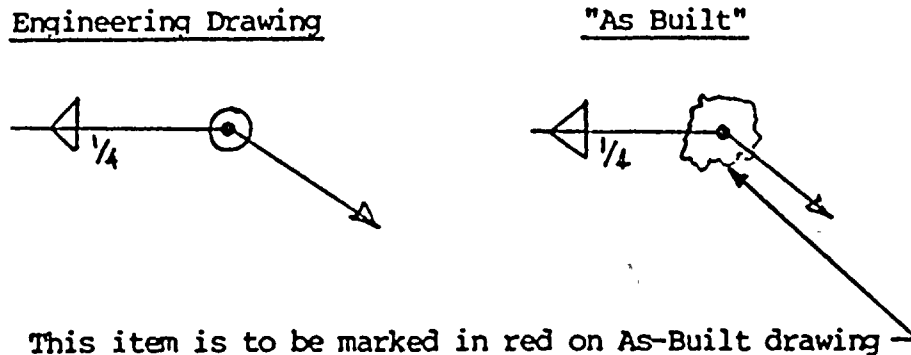 Engineering Drawing
"As Built"
1/4
1/4
This item is to be marked in red on As-Built drawing